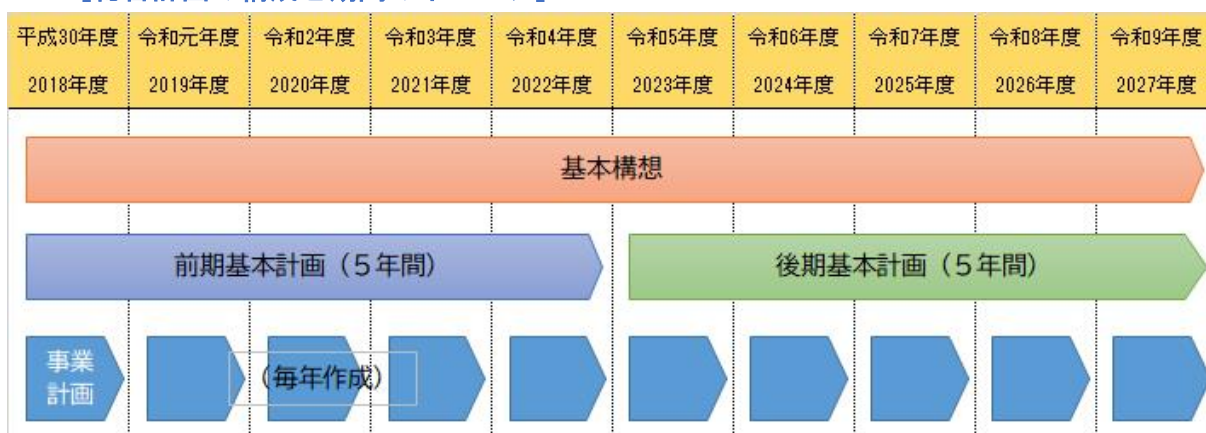 平成30年度 令和元年度 令和2年度 令和3年度 令和4年度 令和5年度 令和6年度 令和7年度 令和8年度 令和9年度
2018年度 2019年度 2020年度 2021年度 2022年度 2023年度 2024年度 2025年度 2026年度 2027年度
基本構想
前期基本計画（５年間） 後期基本計画（５年間）
事業
計画
（毎年作成）